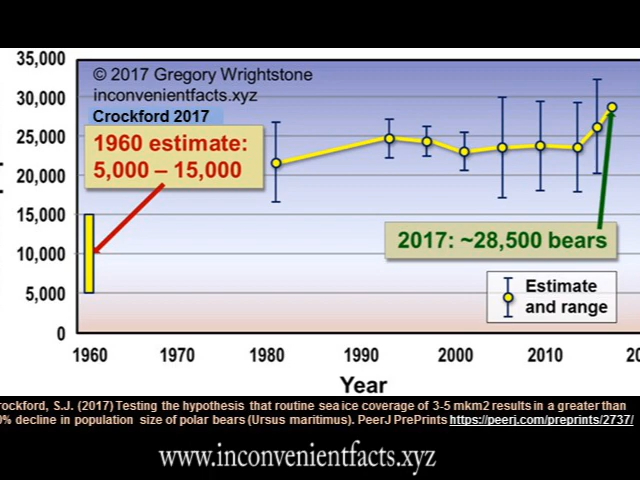 35,000
© 2017 Gregory Wrightstone
30,000
inconvenientfacts.xyz
Crockford 2017
25,000
1960 estimate:
5,000 – 15,000
20,000
15,000
2017: ~28,500 bears
10,000
Estimate
and range
5,000
0
1960 1970 1980 1990 2000 2010 20
Year
rockford, S.J. (2017) Testing the hypothesis that routine sea ice coverage of 3-5 mkm2 results in a greater than
0% decline in population size of polar bears (Ursus maritimus). PeerJ PrePrints https://peerj.com/preprints/2737/
www.inconvenientfacts.xyz